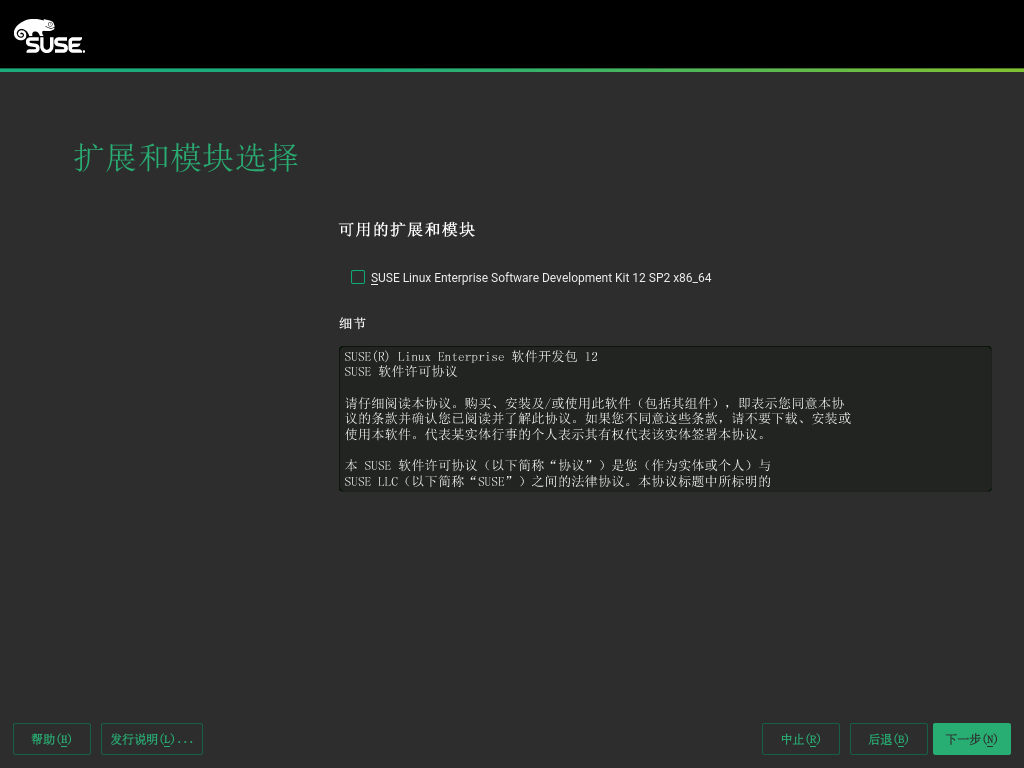 SUSE.
扩展和模块选择
可用的扩展和模块
SUSE Linux Enterprise Software Development Kit 12 SP2 x86_64
细节
SUSE(R) Linux Enterprise 软件开发包 12
SUSE 软件许可协议
请仔细阅读本协议。购买、安装及/或使用此软件（包括其组件），即表示您同意本协
议的条款并确认您已阅读并了解此协议。如果您不同意这些条款，请不要下载、安装或
使用本软件。代表某实体行事的个人表示其有权代表该实体签署本协议。
本 SUSE 软件许可协议（以下简称“协议”）是您（作为实体或个人）与
SUSE LLC（以下简称“SUSE”）之间的法律协议。本协议标题中所标明的
帮助(H)
发行说明(L)...
中止(R)
后退(B)
下一步(N)